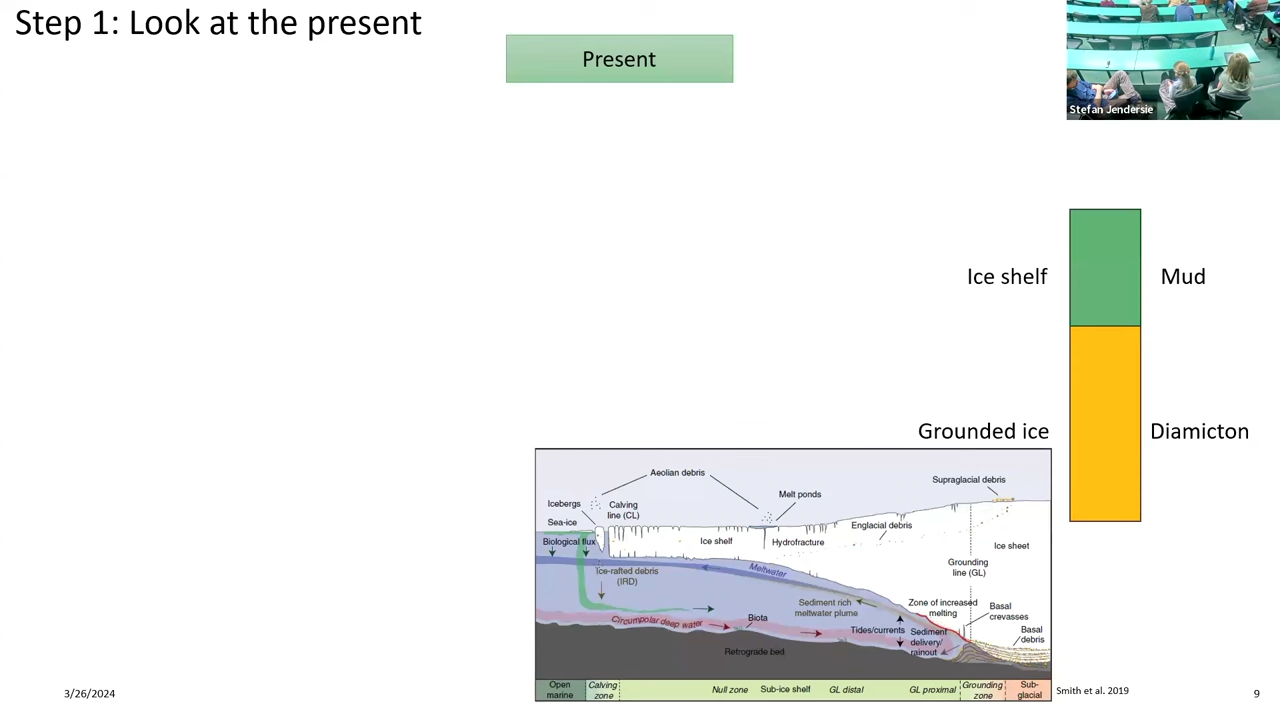 Step 1: Look at the present
Present
Stefan Jendersie
Ice shelf
Mud
Grounded ice
Diamicton
Aeolian debris
Supraglacial debris
Melt ponds
Icebergs
Calving
line (CL)
Sea-ice
Englacial debris
Biological flux
Ice shelf
Hydrofracture
Ice sheet
Grounding
line (GL)
Ice-rafted debris
(IRD)
Meltwater
Sediment rich
meltwater plume
Zone of increased
melting
Basal
crevasses
Circumpolar deep water
Biota
Tides/currents
Sediment
delivery/
rainout
Basal
debris
Retrograde bed
Open
marine
Calving
zone
Null zone
Sub-ice shelf
GL distal
GL proximal
Grounding
zone
Sub-
glacial
Smith et al. 2019
3/26/2024
9